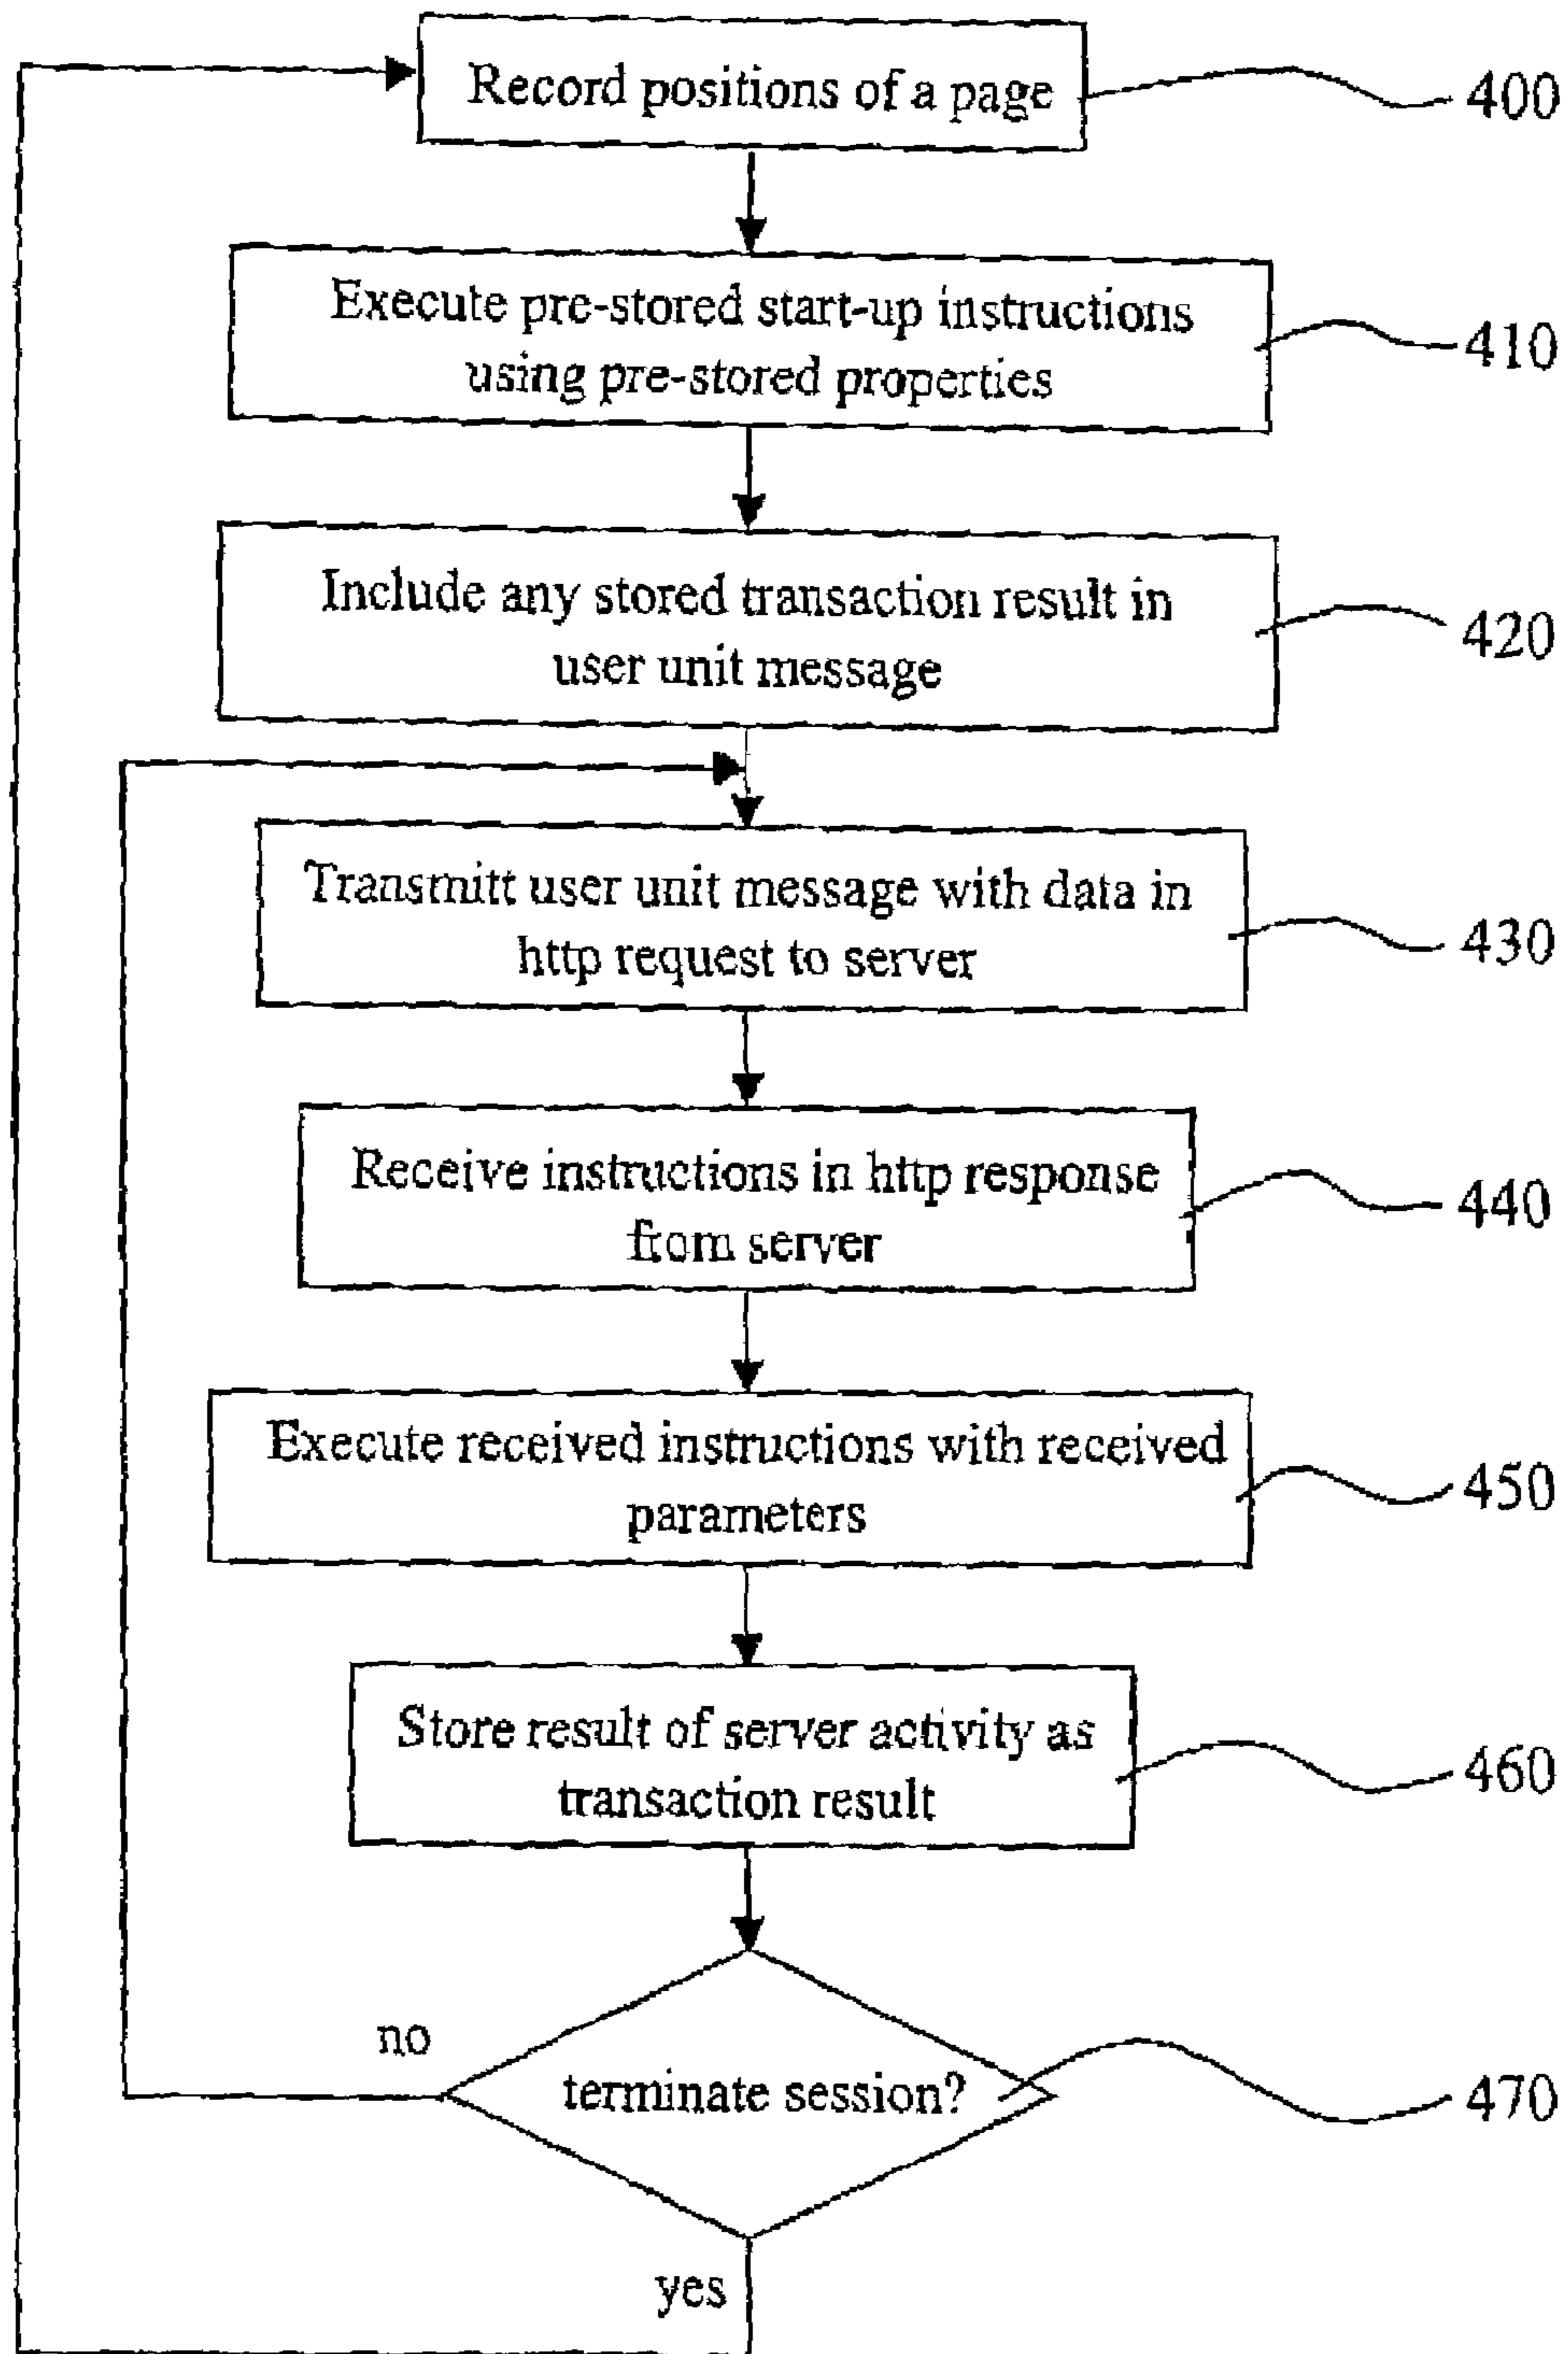 Record positions of a page
400
Execute pre-stored start-up instructions
using pre-stored properties
410
Include any stored transaction result in
user unit message
420
Transmitt user unit message with data in
http request to server
430
Receive instructions in http response
from server
440
Execute received instructions with received
parameters
450
Store result of server activity as
transaction result
460
no
terminate session?
470
yes